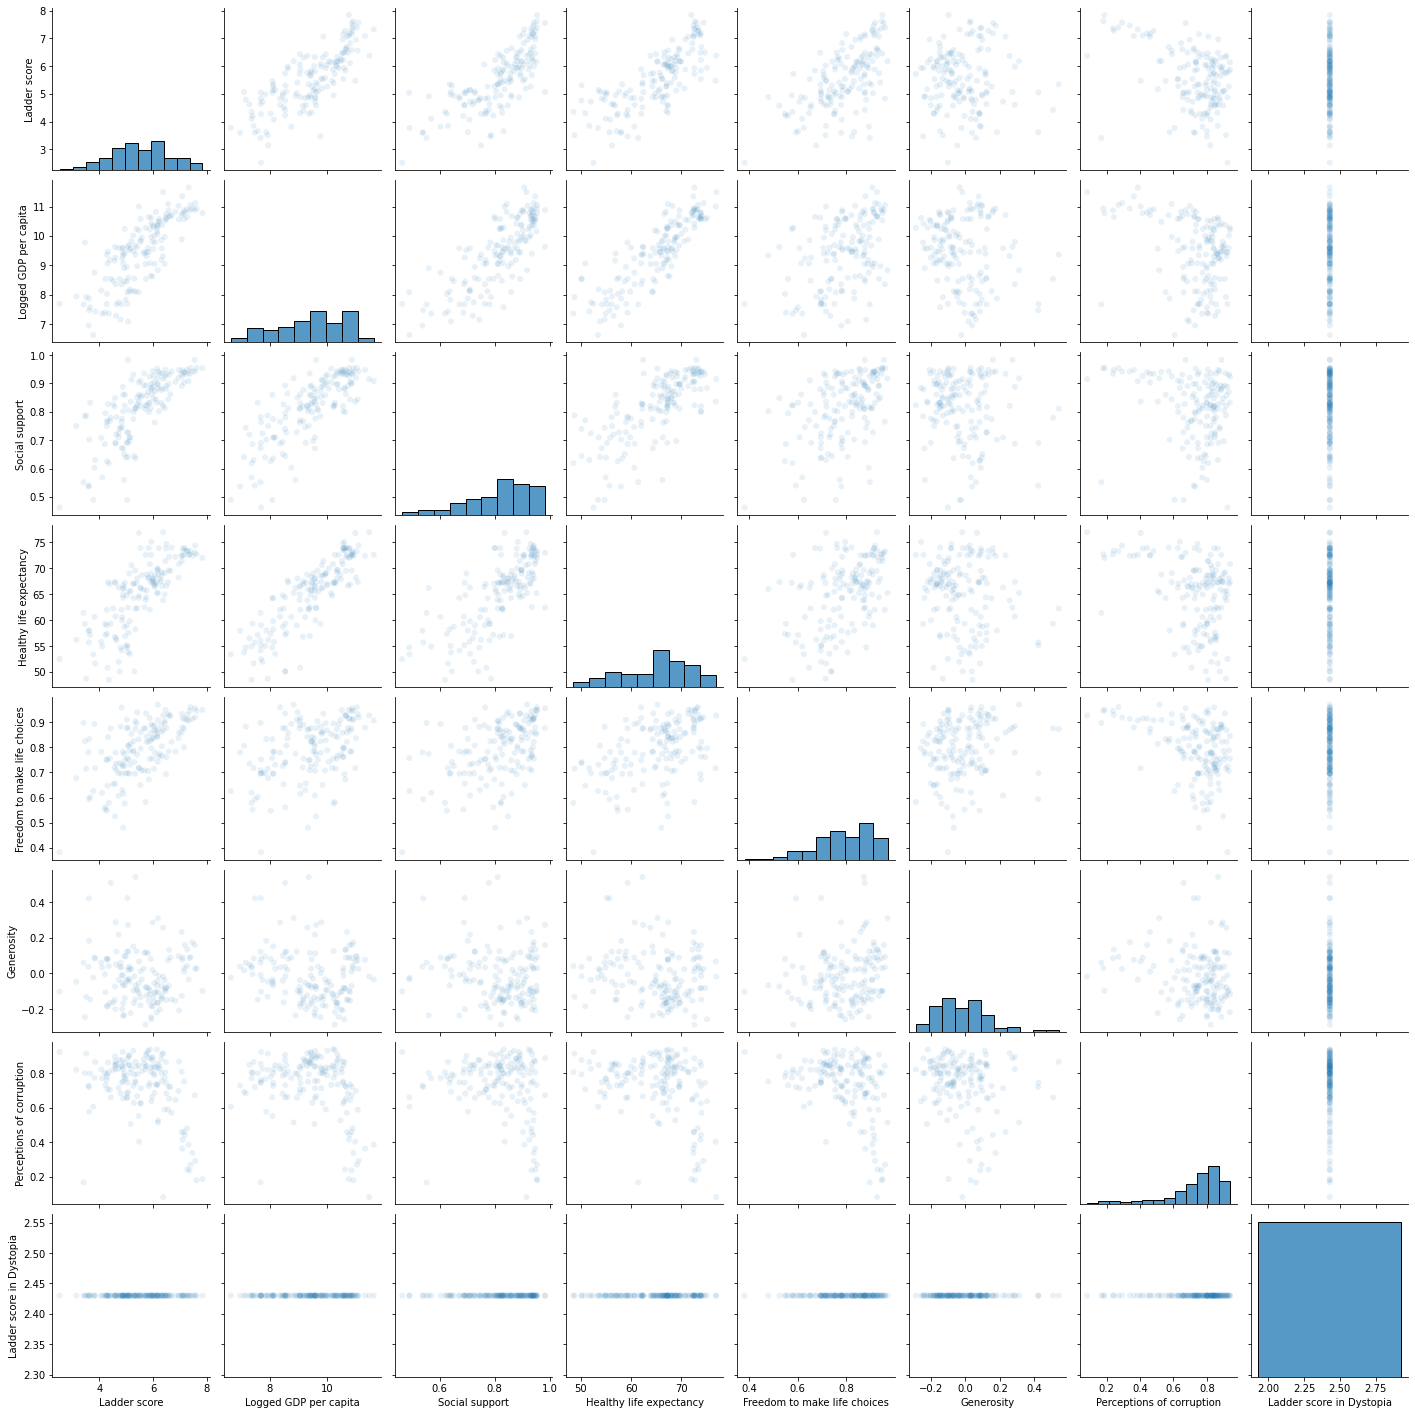 8
7
6
5
4
3
Ladder score
11
10
9
8
7
Logged GDP per capita
1.0
0.9
0.8
0.7
0.6
0.5
Social support
75
70
65
60
55
50
Healthy life expectancy
0.9
0.8
0.7
0.6
0.5
0.4
Freedom to make life choices
0.4
0.2
0.0
−0.2
Generosity
0.8
0.6
0.4
0.2
Perceptions of corruption
2.55
2.50
2.45
2.40
2.35
2.30
Ladder score in Dystopia
4 6 8
Ladder score
8 10
Logged GDP per capita
0.6 0.8 1.0
Social support
50 60 70
Healthy life expectancy
0.4 0.6 0.8
Freedom to make life choices
−0.2 0.0 0.2 0.4
Generosity
0.2 0.4 0.6 0.8
Perceptions of corruption
2.00 2.25 2.50 2.75
Ladder score in Dystopia